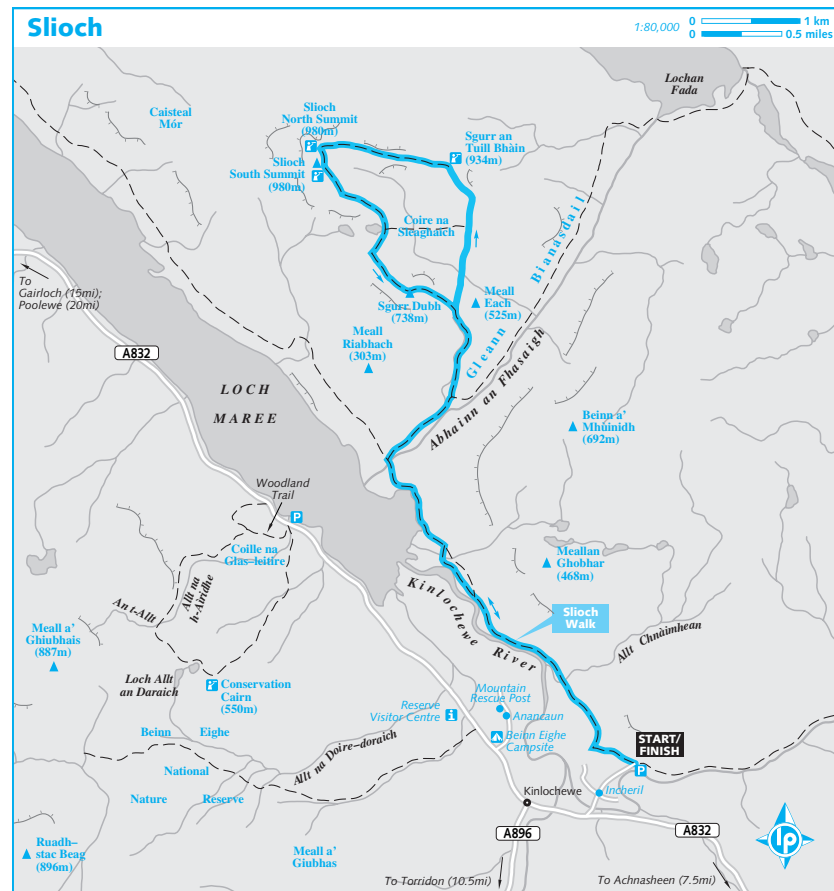 Slioch
1:80,000
0
1 km
0
0.5 miles
Lochan
Fada
Caisteal
Mór
Slioch
North Summit
(980m)
Sgurr an
Tuill Bhàin
(934m)
Slioch
South Summit
(980m)
Coire na
Sleaghaich
Gleann Bianasdail
To
Gairloch (15mi);
Poolewe (20mi)
Sgurr Dubh
(738m)
Meall
Each
(525m)
Meall
Riabhach
(303m)
A832
LOCH
MAREE
Abhainn an Fhasaigh
Beinn a'
Mhùinidh
(692m)
Woodland
Trail
P
Coille na
Glas-leitire
Meallan
Ghobhar
(468m)
Allt na
h-Airidhe
An t-Allt
Kinlochewe River
Slioch
Walk
Allt Chnàimhean
Meall a'
Ghiubhais
(887m)
Loch Allt
an Daraich
Conservation
Cairn
(550m)
Mountain
Rescue Post
Reserve
Visitor Centre
Anancaun
Beinn Eighe
Allt na Doire-doraich
Beinn Eighe
Campsite
START/
FINISH
P
National
Nature Reserve
Kinlochewe
Incheril
Ruadh–
stac Beag
(896m)
Meall a'
Giubhas
A896
A832
lp
To Torridon (10.5mi)
To Achnasheen (7.5mi)